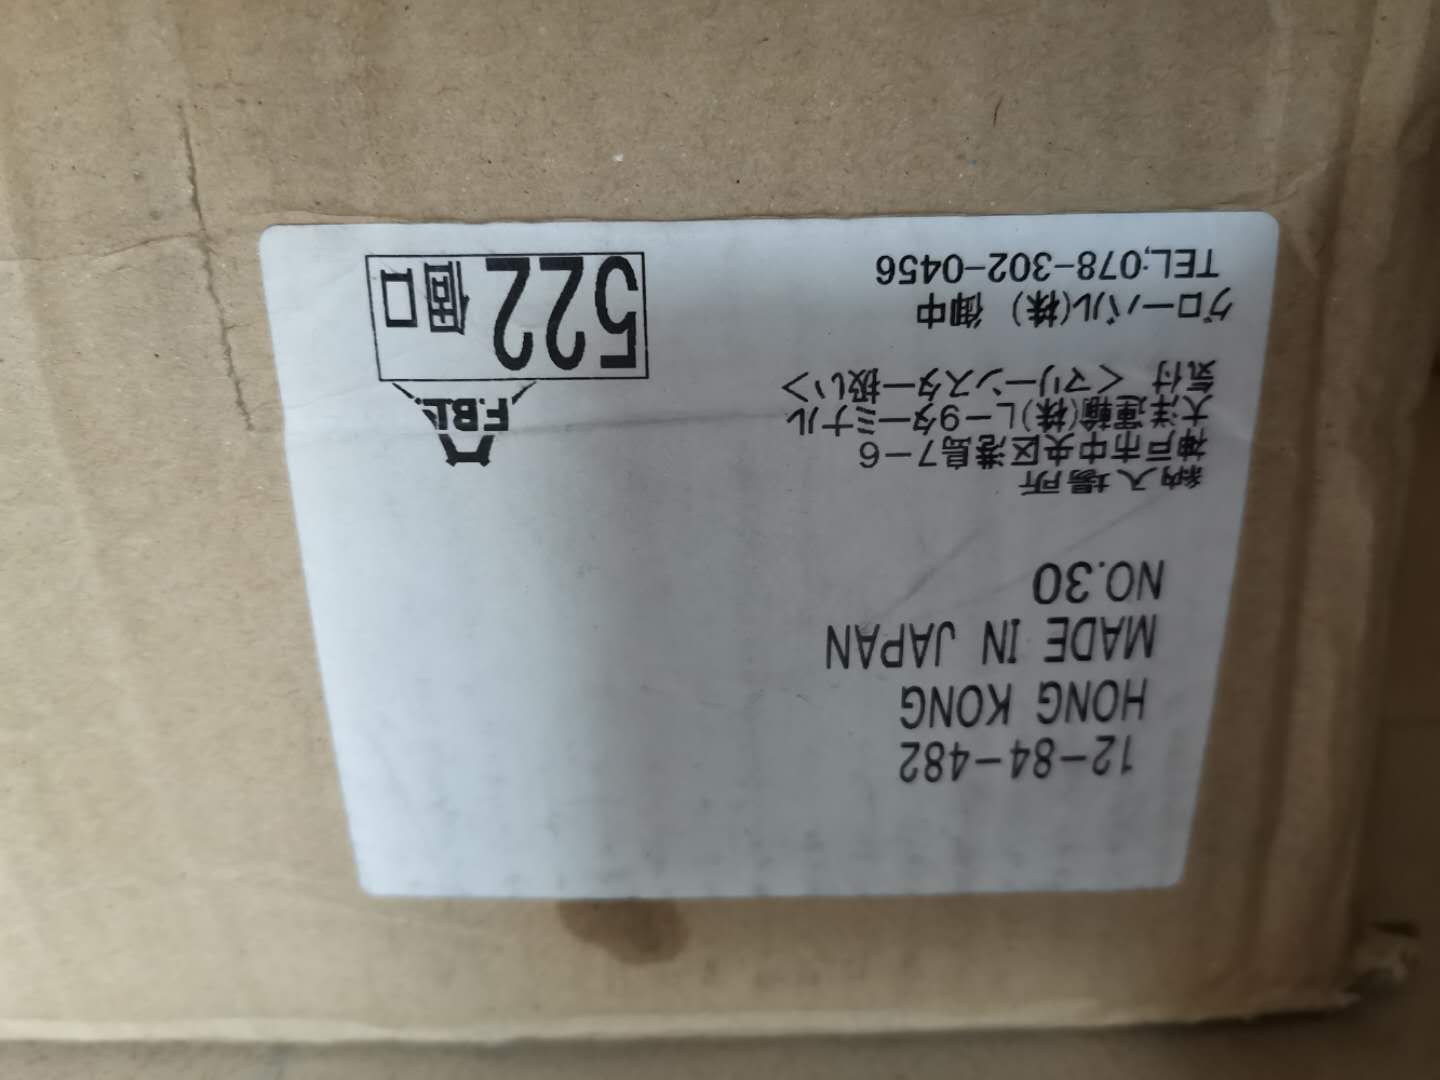 12-84-482
HONG KONG
MADE IN JAPAN
NO.30
納入場所
神戸市中央区港島7-6
大洋運輸(株)L-9ターミナル
気付 <マリーンスター扱い>
グローバル(株) 御中
TEL.078-302-0456
F.B.L.
522個口